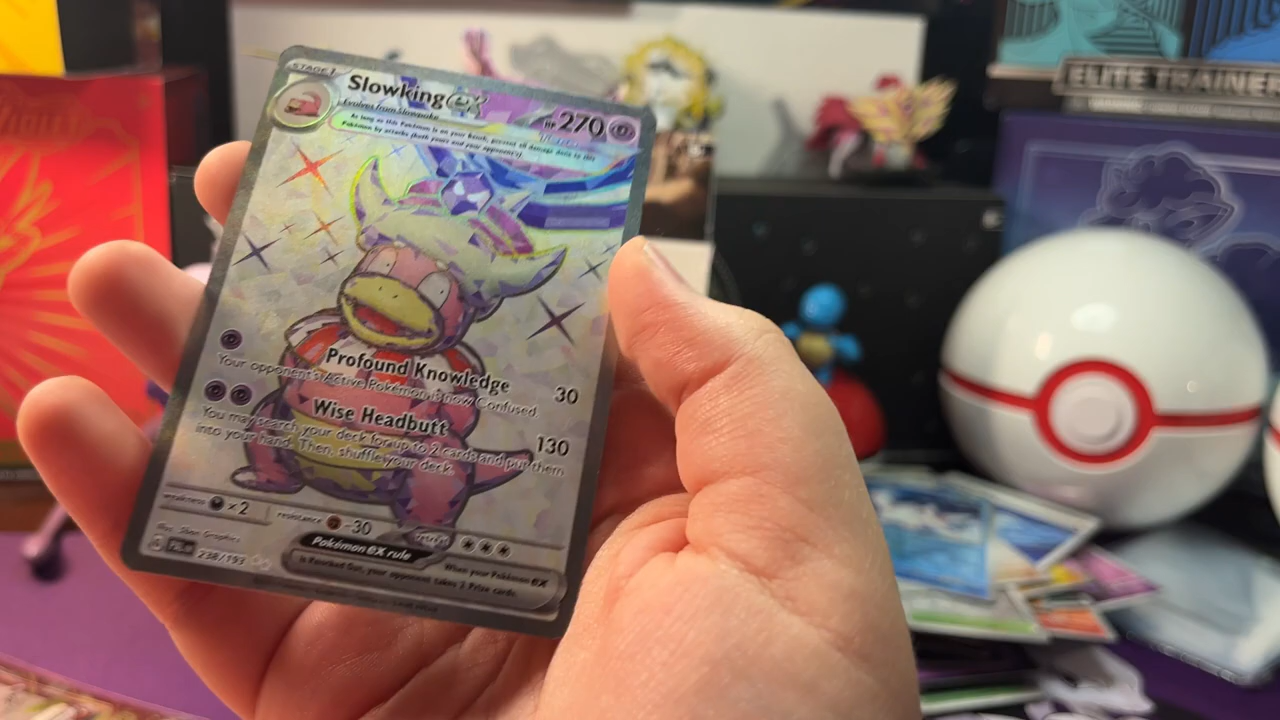 STAGE 1
Slowking ex
HP 270
Evolves from Slowpoke
As long as this Pokémon is on your Bench, prevent all damage done to this
Pokémon by attacks (both yours and your opponent's).
Profound Knowledge 30
Your opponent's Active Pokémon is now Confused.
Wise Headbutt 130
You may search your deck for up to 2 cards and put them
into your hand. Then, shuffle your deck.
weakness ×2 resistance -30 retreat
Pokémon ex rule
When your Pokémon ex
is Knocked Out, your opponent takes 2 Prize cards.
238/193
ELITE TRAINER